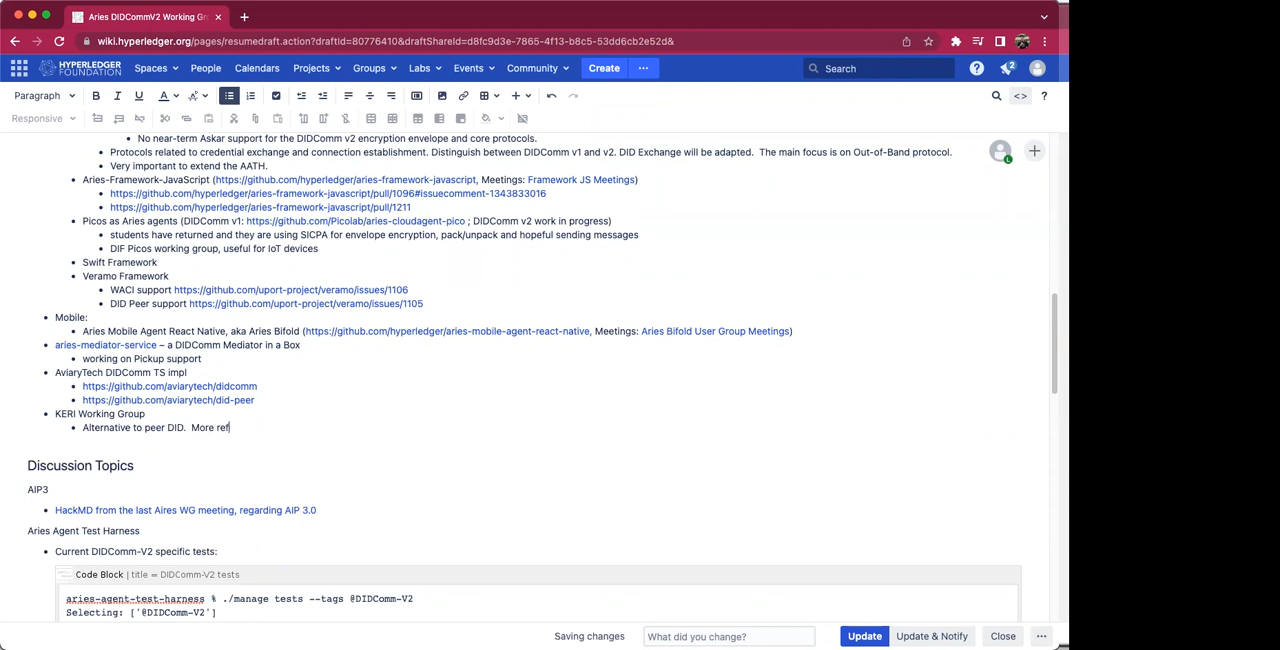 Aries DIDCommV2 Working Gr
wiki.hyperledger.org/pages/resumedraft.action?draftId=80776410&draftShareId=d8fc9d3e-7865-4f13-b8c5-53dd6cb2e52d&
HYPERLEDGER FOUNDATION Spaces People Calendars Projects Groups Labs Events Community Create ··· Search ? 2
Paragraph B I U A <> ?
Responsive
No near-term Askar support for the DIDComm v2 encryption envelope and core protocols.
Protocols related to credential exchange and connection establishment. Distinguish between DIDComm v1 and v2. DID Exchange will be adapted.  The main focus is on Out-of-Band protocol.
Very important to extend the AATH.
Aries-Framework-JavaScript (https://github.com/hyperledger/aries-framework-javascript, Meetings: Framework JS Meetings)
https://github.com/hyperledger/aries-framework-javascript/pull/1096#issuecomment-1343833016
https://github.com/hyperledger/aries-framework-javascript/pull/1211
Picos as Aries agents (DIDComm v1: https://github.com/Picolab/aries-cloudagent-pico ; DIDComm v2 work in progress)
students have returned and they are using SICPA for envelope encryption, pack/unpack and hopeful sending messages
DIF Picos working group, useful for IoT devices
Swift Framework
Veramo Framework
WACI support https://github.com/uport-project/veramo/issues/1106
DID Peer support https://github.com/uport-project/veramo/issues/1105
Mobile:
Aries Mobile Agent React Native, aka Aries Bifold (https://github.com/hyperledger/aries-mobile-agent-react-native, Meetings: Aries Bifold User Group Meetings)
aries-mediator-service – a DIDComm Mediator in a Box
working on Pickup support
AviaryTech DIDComm TS impl
https://github.com/aviarytech/didcomm
https://github.com/aviarytech/did-peer
KERI Working Group
Alternative to peer DID.  More ref
Discussion Topics
AIP3
HackMD from the last Aires WG meeting, regarding AIP 3.0
Aries Agent Test Harness
Current DIDComm-V2 specific tests:
Code Block | title = DIDComm-V2 tests
aries-agent-test-harness % ./manage tests --tags @DIDComm-V2
Selecting: ['@DIDComm-V2']
Saving changes What did you change? Update Update & Notify Close ···